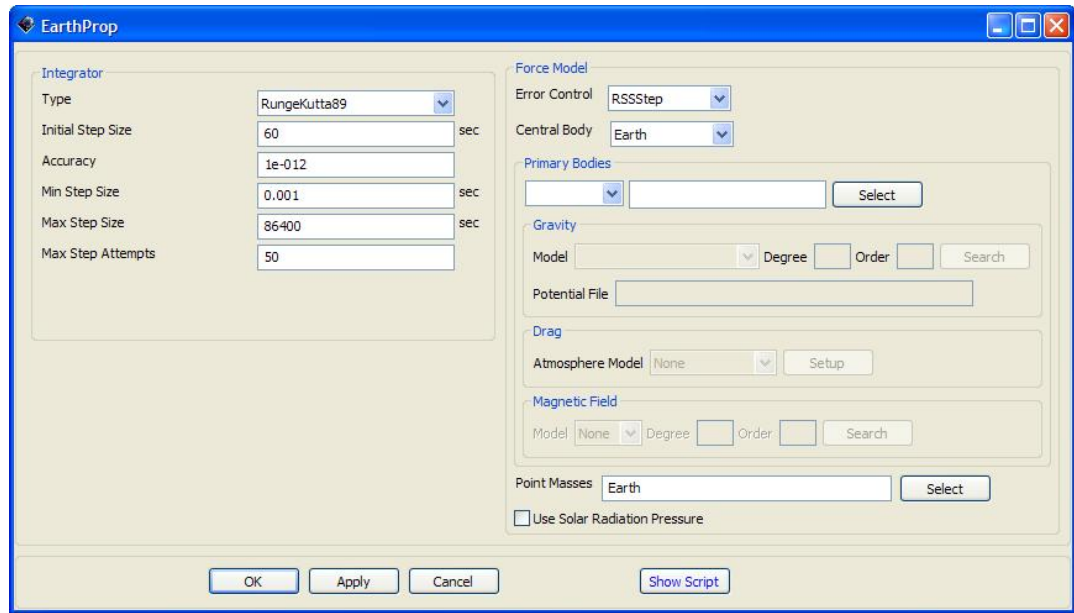 EarthProp
Integrator
Type RungeKutta89
Initial Step Size 60 sec
Accuracy 1e-012
Min Step Size 0.001 sec
Max Step Size 86400 sec
Max Step Attempts 50
Force Model
Error Control RSSStep
Central Body Earth
Primary Bodies
Select
Gravity
Model Degree Order Search
Potential File
Drag
Atmosphere Model None Setup
Magnetic Field
Model None Degree Order Search
Point Masses Earth Select
Use Solar Radiation Pressure
OK Apply Cancel Show Script